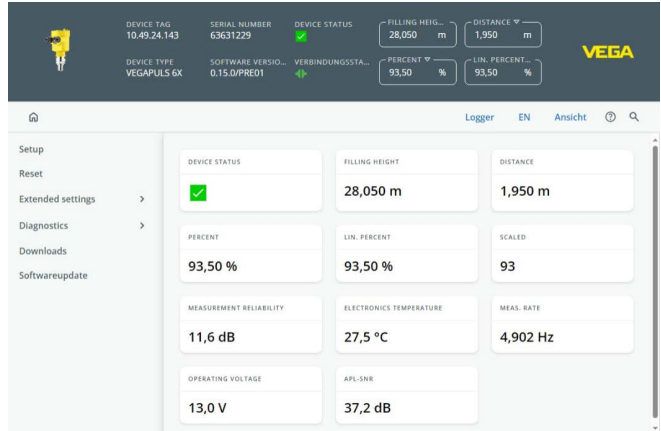 DEVICE TAG
10.49.24.143
SERIAL NUMBER
63631229
DEVICE STATUS
FILLING HEIG...
28,050 m
DISTANCE
1,950 m
DEVICE TYPE
VEGAPULS 6X
SOFTWARE VERSIO...
0.15.0/PRE01
VERBINDUNGSSTA...
PERCENT
93,50 %
LIN. PERCENT...
93,50 %
VEGA
Logger EN Ansicht
Setup
Reset
Extended settings
Diagnostics
Downloads
Softwareupdate
DEVICE STATUS
FILLING HEIGHT
28,050 m
DISTANCE
1,950 m
PERCENT
93,50 %
LIN. PERCENT
93,50 %
SCALED
93
MEASUREMENT RELIABILITY
11,6 dB
ELECTRONICS TEMPERATURE
27,5 °C
MEAS. RATE
4,902 Hz
OPERATING VOLTAGE
13,0 V
APL-SNR
37,2 dB